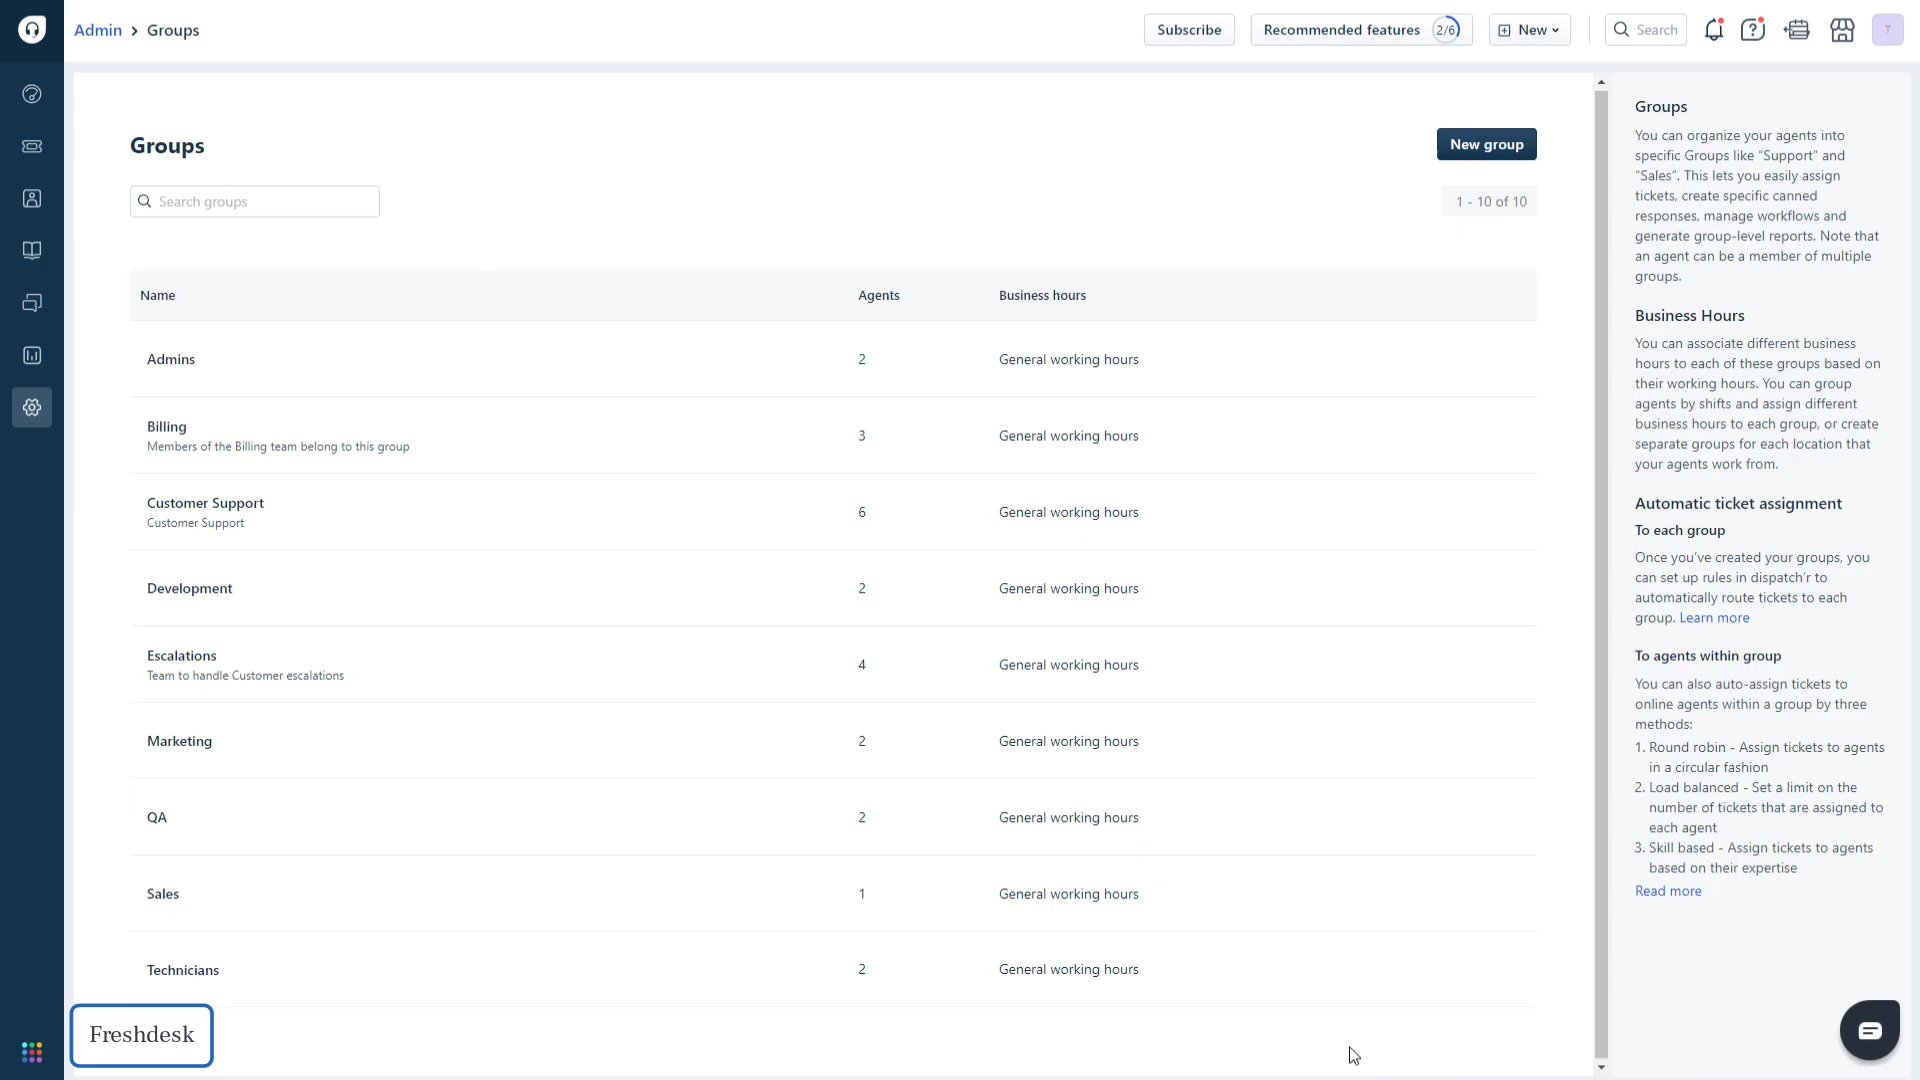 Admin > Groups
Subscribe
Recommended features 2/6
New
Search
T
Groups
New group
Search groups
1 - 10 of 10
Name Agents Business hours
Admins 2 General working hours
Billing
Members of the Billing team belong to this group
3 General working hours
Customer Support
Customer Support
6 General working hours
Development 2 General working hours
Escalations
Team to handle Customer escalations
4 General working hours
Marketing 2 General working hours
QA 2 General working hours
Sales 1 General working hours
Technicians 2 General working hours
Freshdesk
Groups
You can organize your agents into
specific Groups like “Support” and
“Sales”. This lets you easily assign
tickets, create specific canned
responses, manage workflows and
generate group-level reports. Note that
an agent can be a member of multiple
groups.
Business Hours
You can associate different business
hours to each of these groups based on
their working hours. You can group
agents by shifts and assign different
business hours to each group, or create
separate groups for each location that
your agents work from.
Automatic ticket assignment
To each group
Once you’ve created your groups, you
can set up rules in dispatch’r to
automatically route tickets to each
group. Learn more
To agents within group
You can also auto-assign tickets to
online agents within a group by three
methods:
1. Round robin - Assign tickets to agents
in a circular fashion
2. Load balanced - Set a limit on the
number of tickets that are assigned to
each agent
3. Skill based - Assign tickets to agents
based on their expertise
Read more